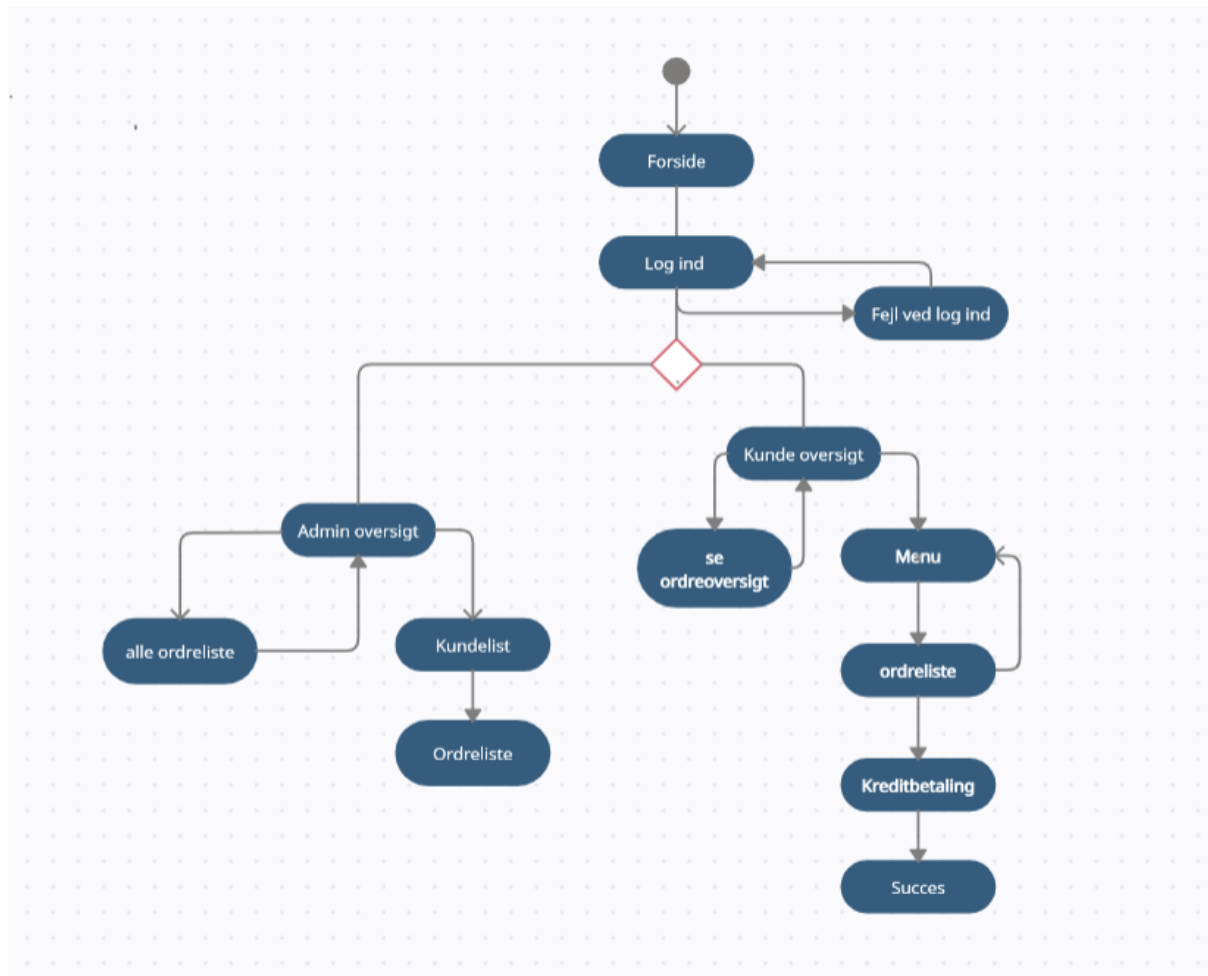 Forside
Log ind
Fejl ved log ind
Kunde oversigt
Admin oversigt
se
ordreoversigt
Menu
alle ordreliste
Kundelist
ordreliste
Ordreliste
Kreditbetaling
Succes